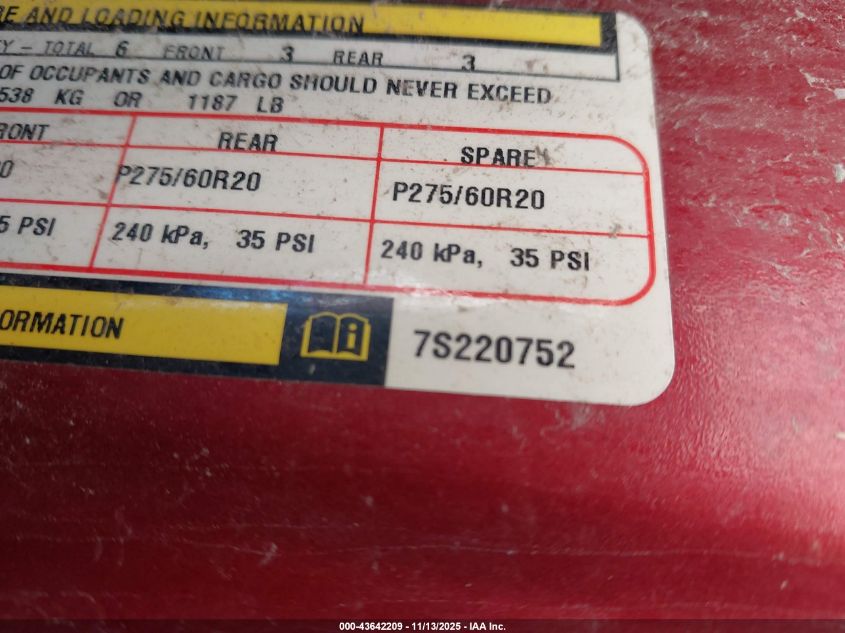 RE AND LOADING INFORMATION
Y - TOTAL 6 FRONT 3 REAR 3
OF OCCUPANTS AND CARGO SHOULD NEVER EXCEED
538 KG OR 1187 LB
RONT REAR SPARE
0 P275/60R20 P275/60R20
5 PSI 240 kPa, 35 PSI 240 kPa, 35 PSI
ORMATION 7S220752
000-43642209 - 11/13/2025 - IAA Inc.